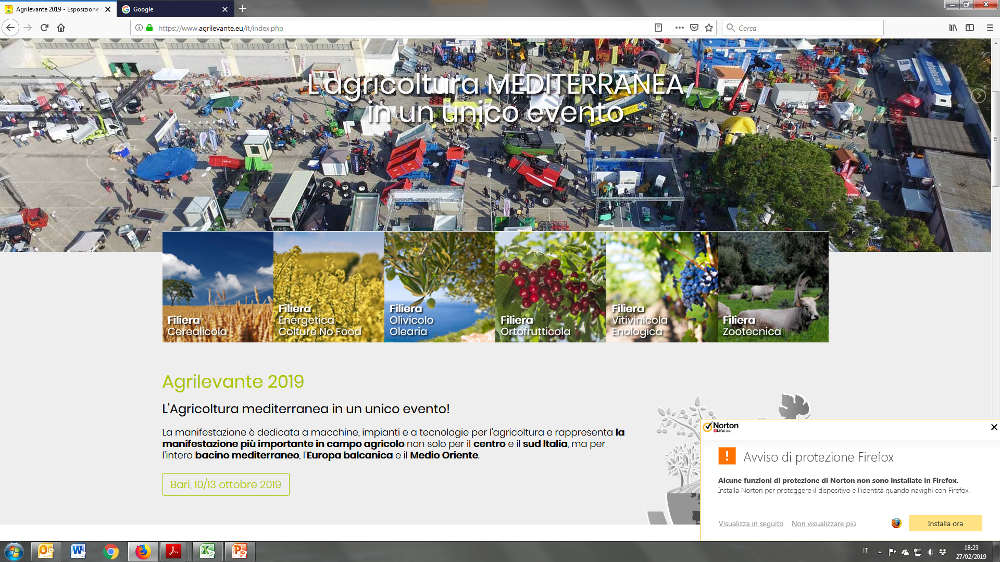 Agrilevante 2019 - Esposizione
Google
https://www.agrilevante.eu/it/index.php
Cerca
L'agricoltura MEDITERRANEA
in un unico evento.
Filiera
Cerealicola
Filiera
Energetica
Colture No Food
Filiera
Olivicolo
Olearia
Filiera
Ortofrutticola
Filiera
Vitivinicola
Enologica
Filiera
Zootecnica
Agrilevante 2019
L'Agricoltura mediterranea in un unico evento!
La manifestazione è dedicata a macchine, impianti e a tecnologie per l'agricoltura e rappresenta la
manifestazione più importante in campo agricolo non solo per il centro e il sud Italia, ma per
l'intero bacino mediterraneo, l'Europa balcanica e il Medio Oriente.
Bari, 10/13 ottobre 2019
Norton
LifeLock
Avviso di protezione Firefox
Alcune funzioni di protezione di Norton non sono installate in Firefox.
Installa Norton per proteggere il dispositivo e l'identità quando navighi con Firefox.
Visualizza in seguito
Non visualizzare più
Installa ora
IT
18:23
27/02/2019